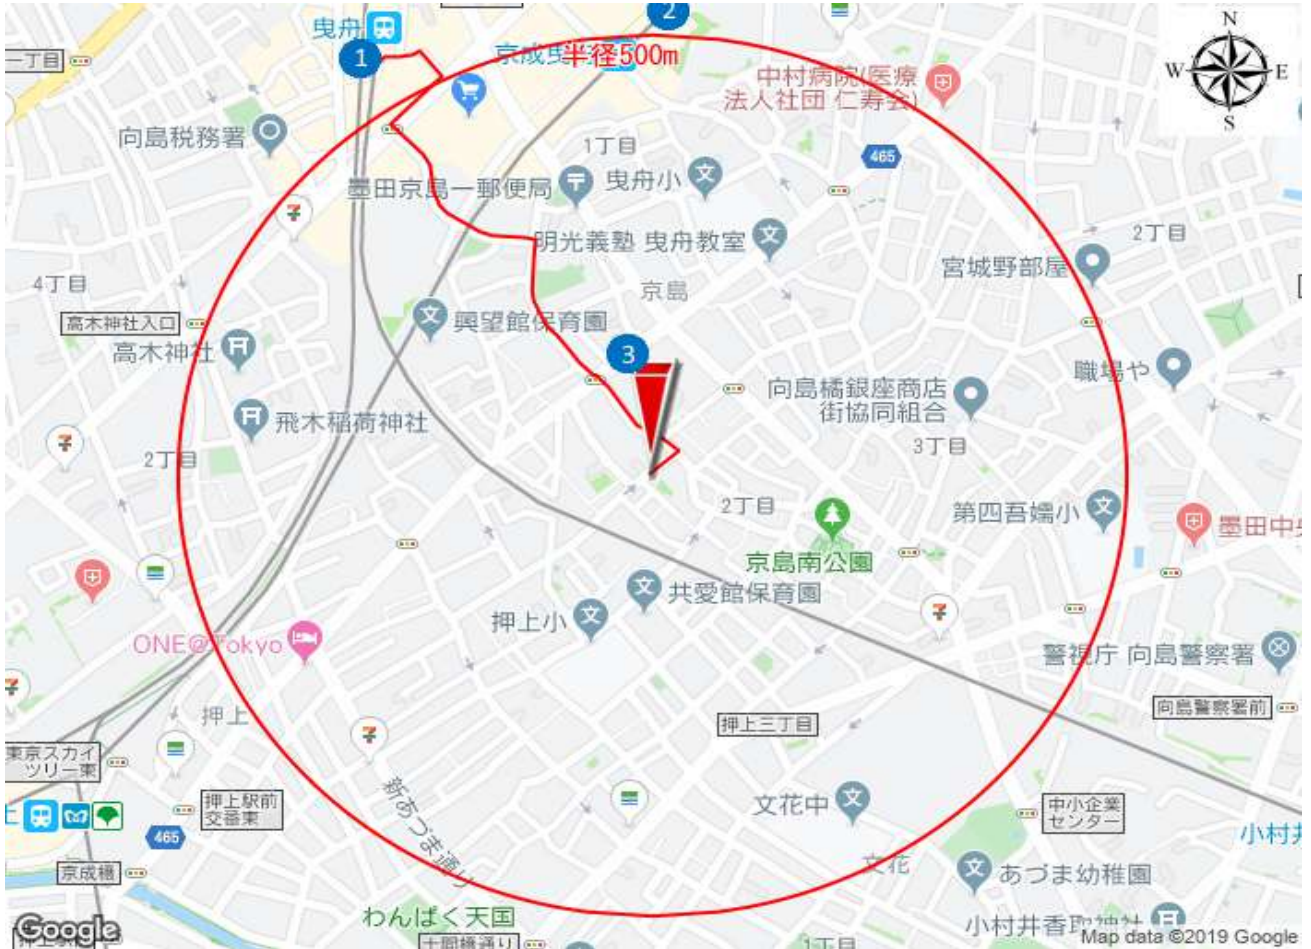 曳舟
2
N
W
E
S
1
京成曳
半径500m
一丁目
中村病院(医療
法人社団 仁寿会)
向島税務署
1丁目
465
墨田京島一郵便局
曳舟小
明光義塾 曳舟教室
2丁目
宮城野部屋
4丁目
京島
高木神社入口
興望館保育園
高木神社
3
職場や
向島橘銀座商店
街協同組合
飛木稲荷神社
3丁目
2丁目
2丁目
第四吾嬬小
墨田中央
京島南公園
共愛館保育園
押上小
ONE@Tokyo
警視庁 向島警察署
向島警察署前
押上
押上三丁目
東京スカイ
ツリー東
新あづま通り
押上駅前
交番東
文花中
中小企業
センター
465
小村井
京成橋
文花
あづま幼稚園
わんぱく天国
小村井香取神社
Google
十間橋通り
1丁目
Map data ©2019 Google